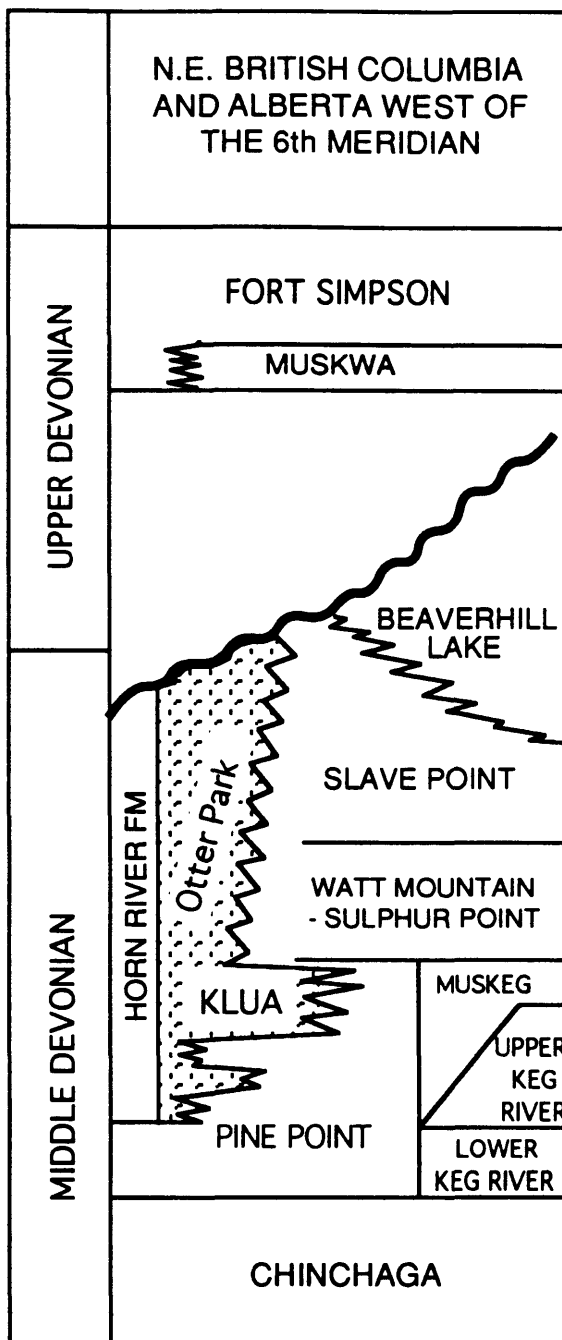 N.E. BRITISH COLUMBIA
AND ALBERTA WEST OF
THE 6th MERIDIAN
UPPER DEVONIAN
FORT SIMPSON
MUSKWA
BEAVERHILL
LAKE
MIDDLE DEVONIAN
HORN RIVER FM
Otter Park
SLAVE POINT
WATT MOUNTAIN
- SULPHUR POINT
KLUA
MUSKEG
UPPER
KEG
RIVER
PINE POINT
LOWER
KEG RIVER
CHINCHAGA